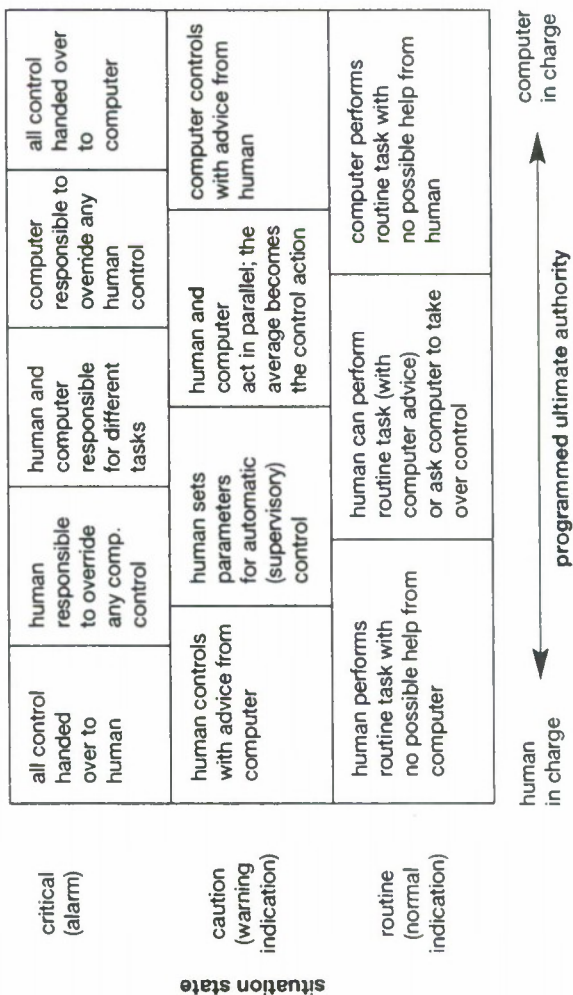 situation state
critical
(alarm)
all control
handed
over to
human
human
responsible
to override
any comp.
control
human and
computer
responsible
for different
tasks
computer
responsible to
override any
human
control
all control
handed over
to
computer
caution
(warning
indication)
human controls
with advice from
computer
human sets
parameters
for automatic
(supervisory)
control
human and
computer
act in parallel; the
average becomes
the control action
computer controls
with advice from
human
routine
(normal
indication)
human performs
routine task with
no possible help from
computer
human can perform
routine task (with
computer advice)
or ask computer to take
over control
computer performs
routine task with
no possible help from
human
human
in charge
programmed ultimate authority
computer
in charge